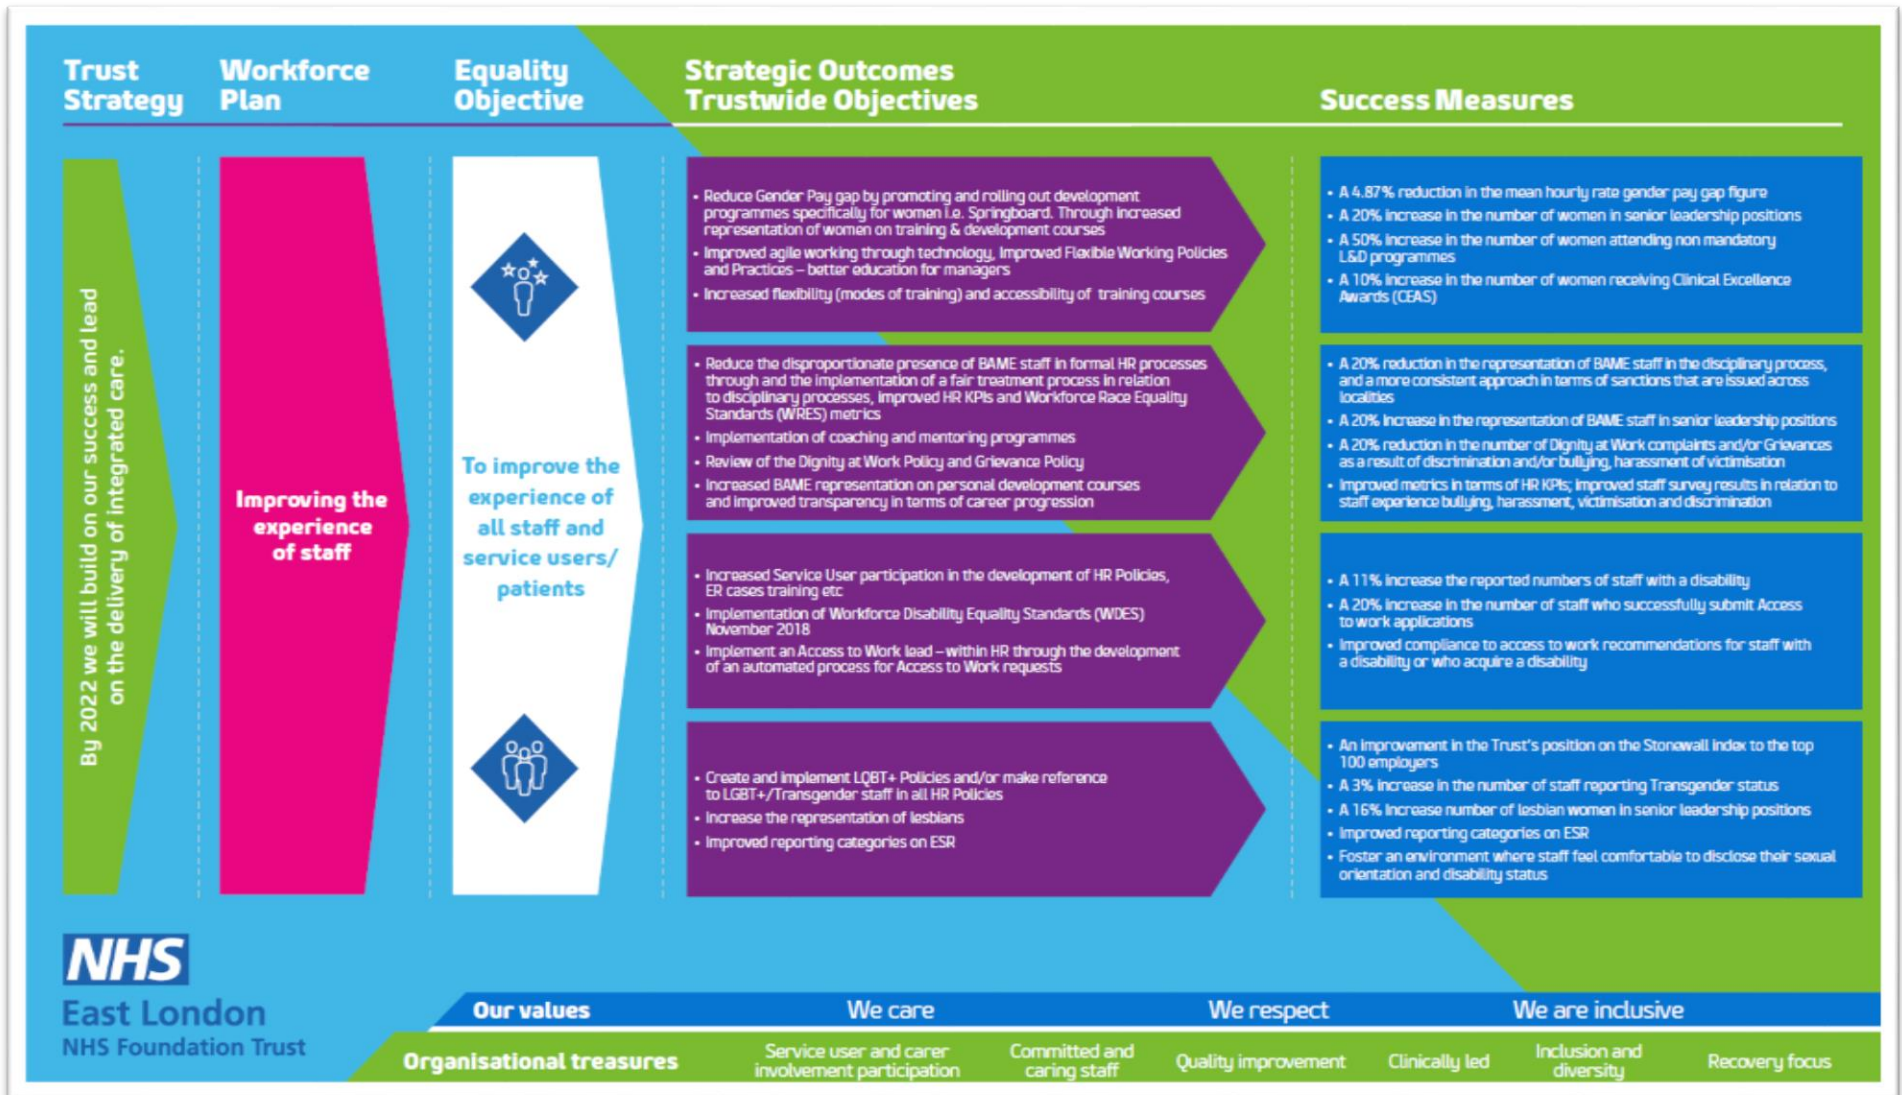 Trust
Strategy
Workforce
Plan
Equality
Objective
Strategic Outcomes
Trustwide Objectives
Success Measures
By 2022 we will build on our success and lead
on the delivery of integrated care.
Improving the
experience
of staff
To improve the
experience of
all staff and
service users/
patients
• Reduce Gender Pay gap by promoting and rolling out development
programmes specifically for women i.e. Springboard. Through increased
representation of women on training & development courses
• Improved agile working through technology, Improved Flexible Working Policies
and Practices – better education for managers
• Increased flexibility (modes of training) and accessibility of training courses
• A 4.87% reduction in the mean hourly rate gender pay gap figure
• A 20% increase in the number of women in senior leadership positions
• A 50% increase in the number of women attending non mandatory
L&D programmes
• A 10% increase in the number of women receiving Clinical Excellence
Awards (CEAS)
• Reduce the disproportionate presence of BAME staff in formal HR processes
through and the implementation of a fair treatment process in relation
to disciplinary processes, improved HR KPIs and Workforce Race Equality
Standards (WRES) metrics
• Implementation of coaching and mentoring programmes
• Review of the Dignity at Work Policy and Grievance Policy
• Increased BAME representation on personal development courses
and improved transparency in terms of career progression
• A 20% reduction in the representation of BAME staff in the disciplinary process,
and a more consistent approach in terms of sanctions that are issued across
localities
• A 20% increase in the representation of BAME staff in senior leadership positions
• A 20% reduction in the number of Dignity at Work complaints and/or Grievances
as a result of discrimination and/or bullying, harassment of victimisation
• Improved metrics in terms of HR KPIs; improved staff survey results in relation to
staff experience bullying, harassment, victimisation and discrimination
• Increased Service User participation in the development of HR Policies,
ER cases training etc
• Implementation of Workforce Disability Equality Standards (WDES)
November 2018
• Implement an Access to Work lead – within HR through the development
of an automated process for Access to Work requests
• A 11% increase the reported numbers of staff with a disability
• A 20% increase in the number of staff who successfully submit Access
to work applications
• Improved compliance to access to work recommendations for staff with
a disability or who acquire a disability
• Create and implement LQBT+ Policies and/or make reference
to LGBT+/Transgender staff in all HR Policies
• Increase the representation of lesbians
• Improved reporting categories on ESR
• An improvement in the Trust's position on the Stonewall index to the top
100 employers
• A 3% increase in the number of staff reporting Transgender status
• A 16% Increase number of lesbian women in senior leadership positions
• Improved reporting categories on ESR
• Foster an environment where staff feel comfortable to disclose their sexual
orientation and disability status
NHS
East London
NHS Foundation Trust
Our values
We care
We respect
We are inclusive
Organisational treasures
Service user and carer
involvement participation
Committed and
caring staff
Quality improvement
Clinically led
Inclusion and
diversity
Recovery focus